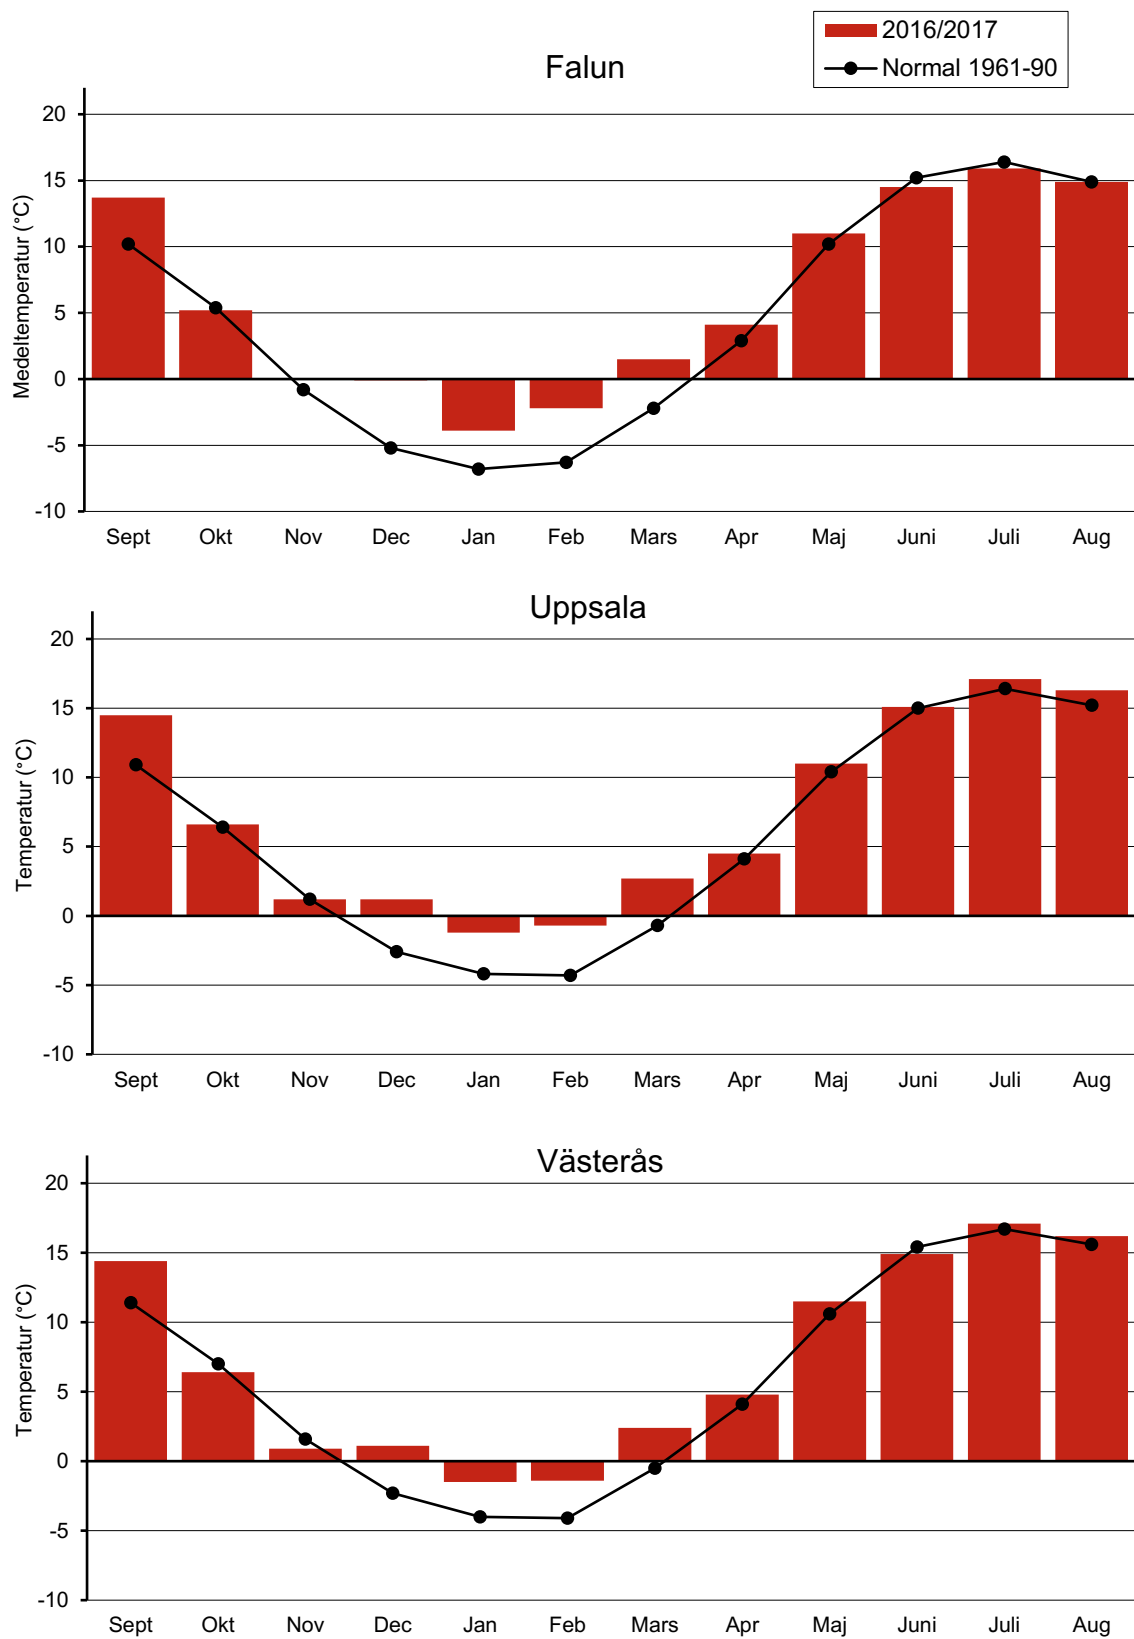 2016/2017
Normal 1961-90
Falun
Medeltemperatur (°C)
20
15
10
5
0
-5
-10
Sept Okt Nov Dec Jan Feb Mars Apr Maj Juni Juli Aug
Uppsala
Temperatur (°C)
20
15
10
5
0
-5
-10
Sept Okt Nov Dec Jan Feb Mars Apr Maj Juni Juli Aug
Västerås
Temperatur (°C)
20
15
10
5
0
-5
-10
Sept Okt Nov Dec Jan Feb Mars Apr Maj Juni Juli Aug